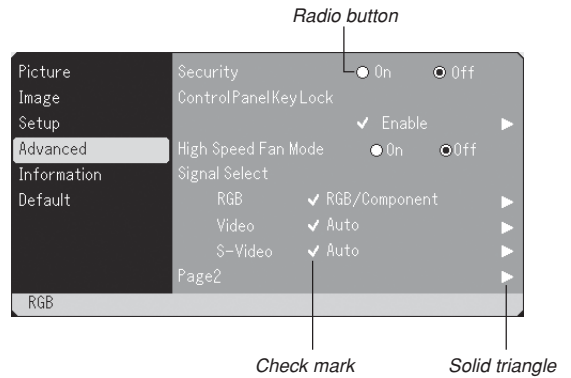 Radio button
Picture
Security On Off
Image
ControlPanelKeyLock
Setup
Enable
Advanced
High Speed Fan Mode On Off
Information
Signal Select
Default
RGB RGB/Component
Video Auto
S-Video Auto
Page2
RGB
Check mark
Solid triangle